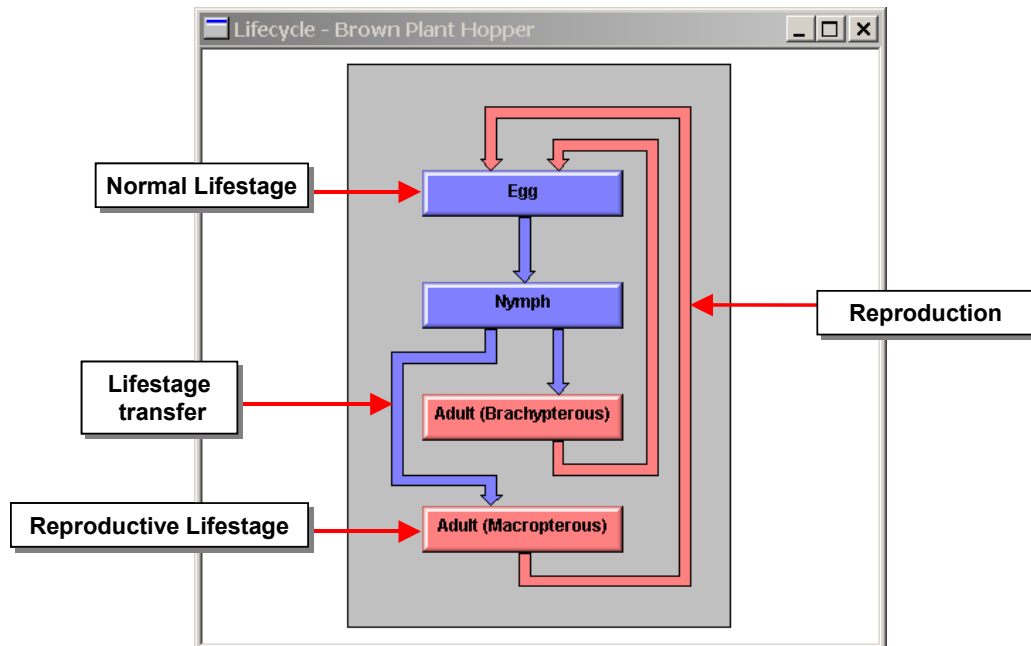 Lifecycle - Brown Plant Hopper
Normal Lifestage
Egg
Nymph
Reproduction
Lifestage
transfer
Adult (Brachypterous)
Reproductive Lifestage
Adult (Macropterous)